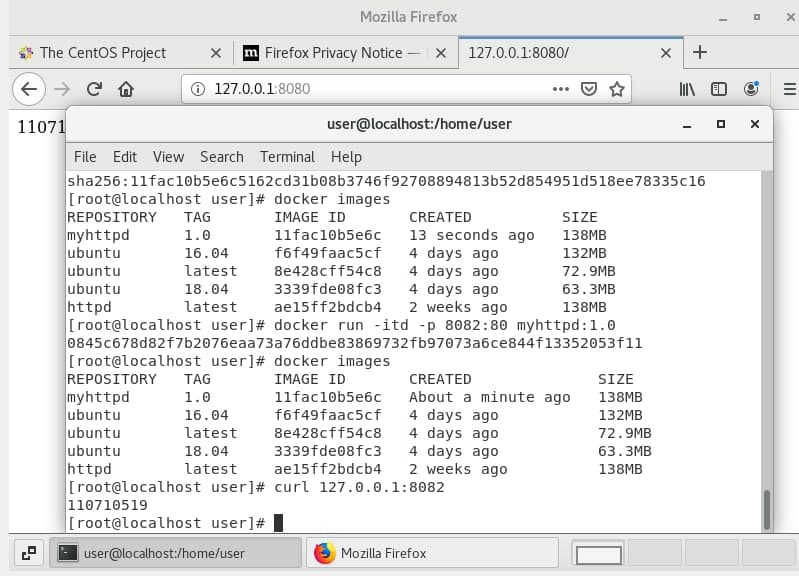 Mozilla Firefox
The CentOS Project
Firefox Privacy Notice —
127.0.0.1:8080/
127.0.0.1:8080
11071
user@localhost:/home/user
File Edit View Search Terminal Help
sha256:11fac10b5e6c5162cd31b08b3746f92708894813b52d854951d518ee78335c16
[root@localhost user]# docker images
REPOSITORY TAG IMAGE ID CREATED SIZE
myhttpd 1.0 11fac10b5e6c 13 seconds ago 138MB
ubuntu 16.04 f6f49faac5cf 4 days ago 132MB
ubuntu latest 8e428cff54c8 4 days ago 72.9MB
ubuntu 18.04 3339fde08fc3 4 days ago 63.3MB
httpd latest ae15ff2bdcb4 2 weeks ago 138MB
[root@localhost user]# docker run -itd -p 8082:80 myhttpd:1.0
0845c678d82f7b2076eaa73a76ddbe83869732fb97073a6ce844f13352053f11
[root@localhost user]# docker images
REPOSITORY TAG IMAGE ID CREATED SIZE
myhttpd 1.0 11fac10b5e6c About a minute ago 138MB
ubuntu 16.04 f6f49faac5cf 4 days ago 132MB
ubuntu latest 8e428cff54c8 4 days ago 72.9MB
ubuntu 18.04 3339fde08fc3 4 days ago 63.3MB
httpd latest ae15ff2bdcb4 2 weeks ago 138MB
[root@localhost user]# curl 127.0.0.1:8082
110710519
[root@localhost user]#
user@localhost:/home/user
Mozilla Firefox